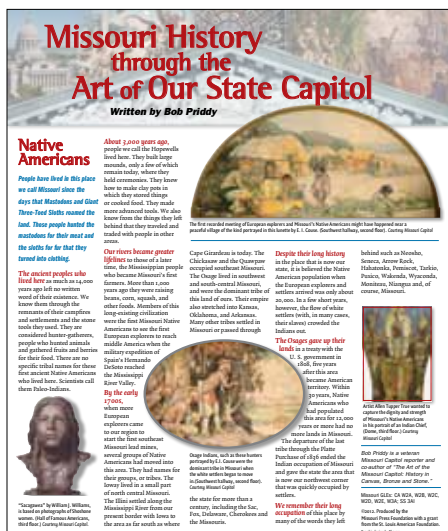 Missouri History
through the
Art of Our State Capitol
Written by Bob Priddy
Native
Americans
People have lived in this place
we call Missouri since the
days that Mastodons and Giant
Three-Toed Sloths roamed the
land. Those people hunted the
mastodons for their meat and
the sloths for fur that they
turned into clothing.
The ancient peoples who
lived here as much as 14,000
years ago left no written
word of their existence. We
know them through the
remnants of their campfires
and settlements and the stone
tools they used. They are
considered hunter-gatherers,
people who hunted animals
and gathered fruits and berries
for their food. There are no
specific tribal names for these
first ancient Native Americans
who lived here. Scientists call
them Paleo-Indians.
"Sacagawea" by William J. Williams,
is based on photographs of Shoshone
women. (Hall of Famous Americans,
third floor.) Courtesy Missouri Capitol
About 3,000 years ago,
people we call the Hopewells
lived here. They built large
mounds, only a few of which
remain today, where they
held ceremonies. They knew
how to make clay pots in
which they stored things
or cooked food. They made
more advanced tools. We also
know from the things they left
behind that they traveled and
traded with people in other
areas.
Our rivers became greater
lifelines to those of a later
time, the Mississippian people
who became Missouri's first
farmers. More than 1,000
years ago they were raising
beans, corn, squash, and
other foods. Members of this
long-existing civilization
were the first Missouri Native
Americans to see the first
European explorers to reach
middle America when the
military expedition of
Spain's Hernando
DeSoto reached
the Mississippi
River Valley.
By the early
1700s,
when more
European
explorers came
to our region to
start the first southeast
Missouri lead mines,
several groups of Native
Americans had moved into
this area. They had names for
their groups, or tribes. The
Ioway lived in a small part
of north central Missouri.
The Illini settled along the
Mississippi River from our
present border with Iowa to
the area as far south as where
The first recorded meeting of European explorers and Missouri's Native Americans might have happened near a
peaceful village of the kind portrayed in this lunette by E. I. Couse. (Southwest hallway, second floor). Courtesy Missouri Capitol
Cape Girardeau is today. The
Chickasaw and the Quawpaw
occupied southeast Missouri.
The Osage lived in southwest
and south-central Missouri,
and were the dominant tribe of
this land of ours. Their empire
also stretched into Kansas,
Oklahoma, and Arkansas.
Many other tribes settled in
Missouri or passed through
Osage Indians, such as these hunters
portrayed by E.I. Couse were the
dominant tribe in Missouri when
the white settlers began to move
in.(Southwest hallway, second floor).
Courtesy Missouri Capitol
the state for more than a
century, including the Sac,
Fox, Delaware, Cherokees and
the Missouris.
Despite their long history
in the place that is now our
state, it is believed the Native
American population when
the European explorers and
settlers arrived was only about
20,000. In a few short years,
however, the flow of white
settlers (with, in many cases,
their slaves) crowded the
Indians out.
The Osages gave up their
lands in a treaty with the
U. S. government in
1808, five years
after this area
became American
territory. Within
30 years, Native
Americans who
had populated
this area for 12,000
years or more had no
more lands in Missouri.
The departure of the last
tribe through the Platte
Purchase of 1836 ended the
Indian occupation of Missouri
and gave the state the area that
is now our northwest corner
that was quickly occupied by
settlers.
We remember their long
occupation of this place by
many of the words they left
behind such as Neosho,
Seneca, Arrow Rock,
Hahatonka, Pemiscot, Tarkio,
Puxico, Wakonda, Wyaconda,
Moniteau, Niangua and, of
course, Missouri.
Artist Allen Tupper True wanted to
capture the dignity and strength
of Missouri's Native Americans
in his portrait of an Indian Chief,
(Dome, third floor.) Courtesy
Missouri Capitol
Bob Priddy is a veteran
Missouri Capitol reporter and
co-author of "The Art of the
Missouri Capitol: History in
Canvas, Bronze and Stone."
Missouri Press Foundation with a grant